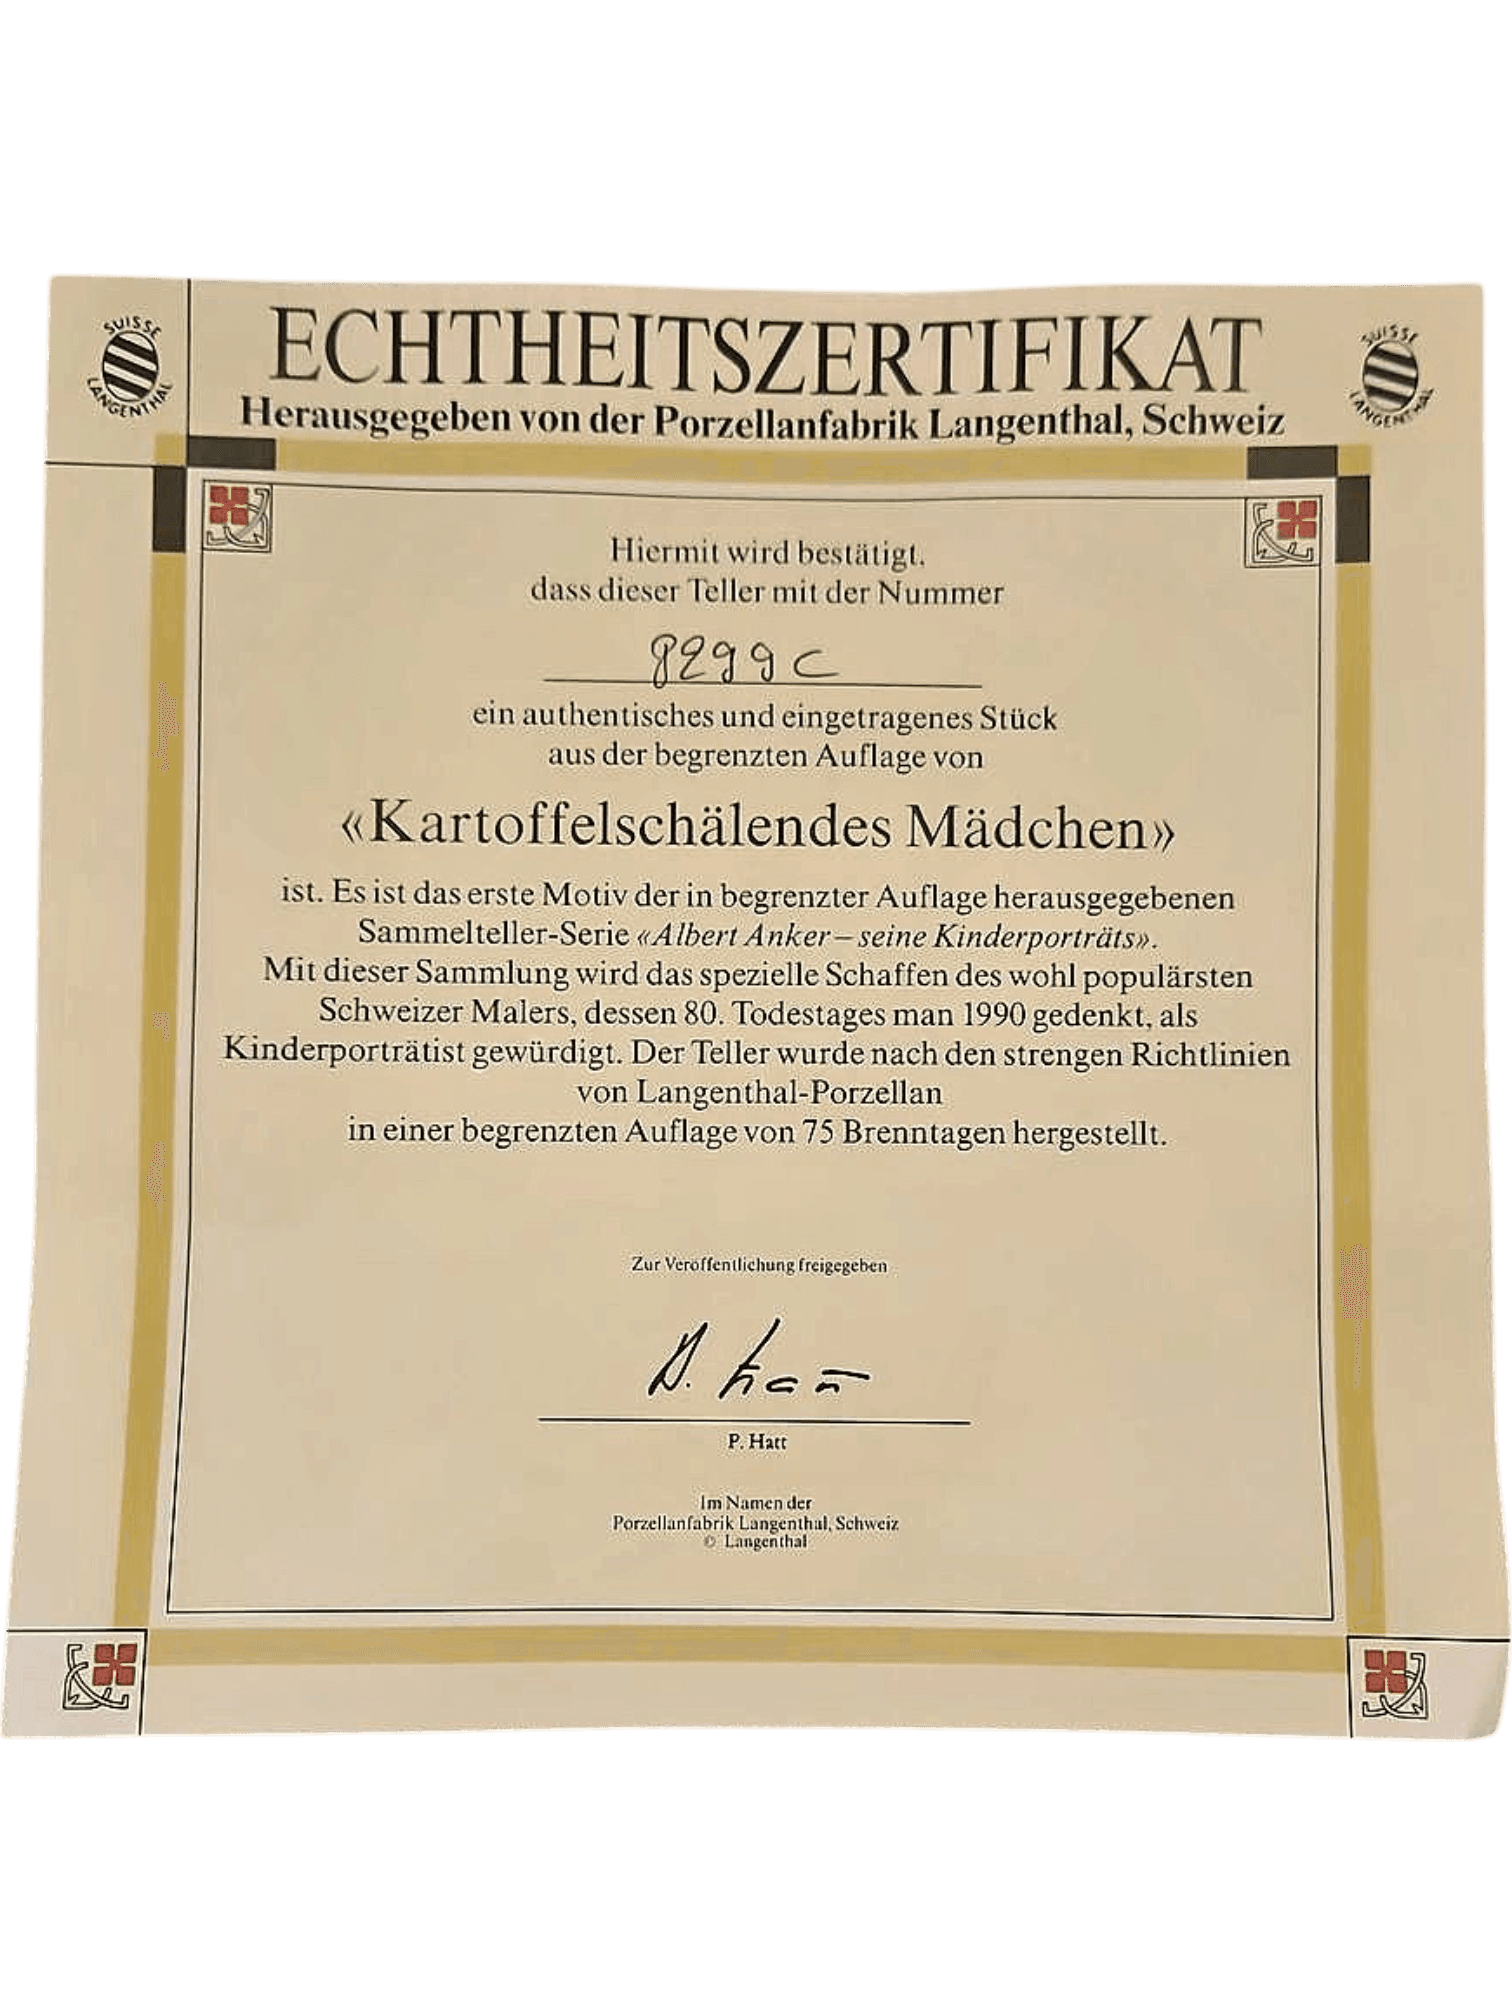 SUISSE
LANGENTHAL
ECHTHEITSZERTIFIKAT
SUISSE
LANGENTHAL
Herausgegeben von der Porzellanfabrik Langenthal, Schweiz
Hiermit wird bestätigt,
dass dieser Teller mit der Nummer
8299 C
ein authentisches und eingetragenes Stück
aus der begrenzten Auflage von
«Kartoffelschälendes Mädchen»
ist. Es ist das erste Motiv der in begrenzter Auflage herausgegebenen
Sammelteller-Serie «Albert Anker – seine Kinderporträts».
Mit dieser Sammlung wird das spezielle Schaffen des wohl populärsten
Schweizer Malers, dessen 80. Todestages man 1990 gedenkt, als
Kinderporträtist gewürdigt. Der Teller wurde nach den strengen Richtlinien
von Langenthal-Porzellan
in einer begrenzten Auflage von 75 Brenntagen hergestellt.
Zur Veröffentlichung freigegeben
P. Hatt
Im Namen der
Porzellanfabrik Langenthal, Schweiz
© Langenthal